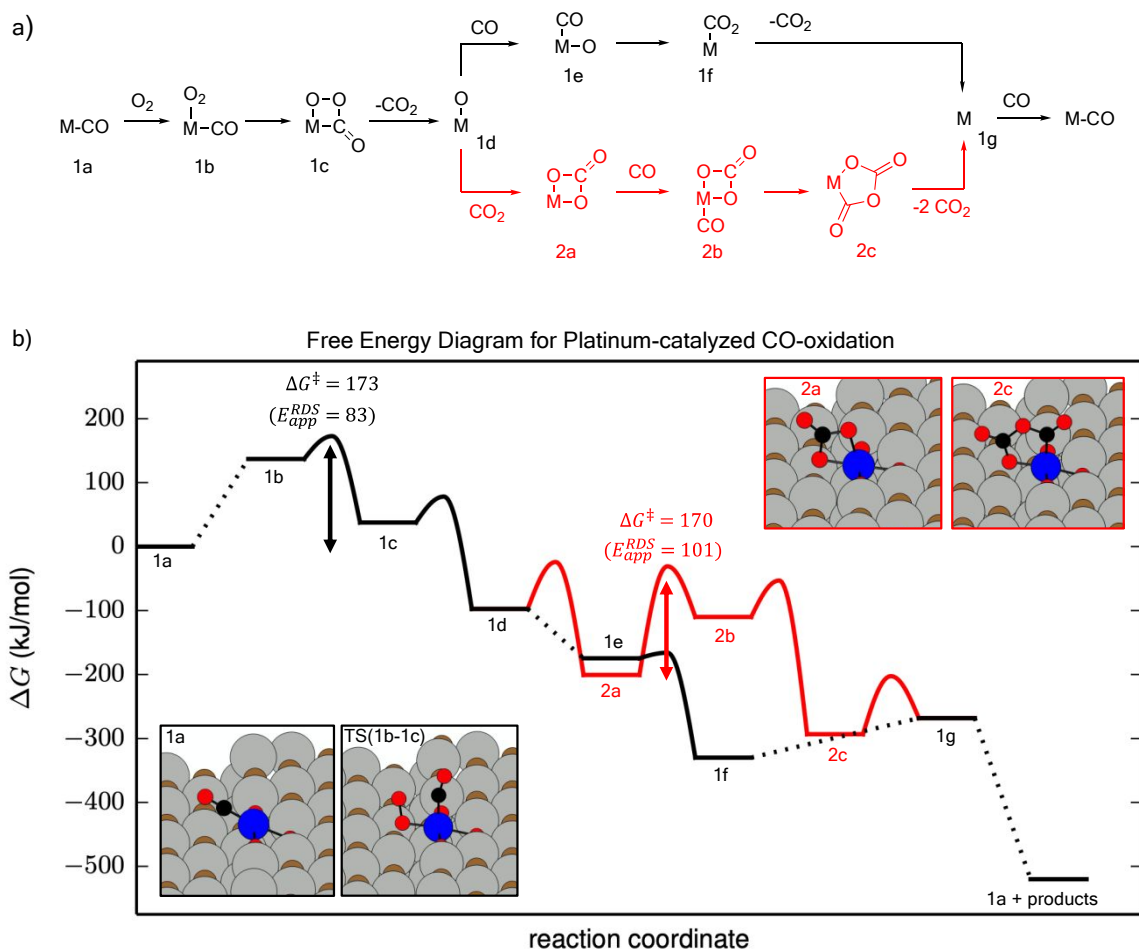 a)
CO
CO
M-O
1e
CO₂
M
1f
-CO₂
O₂
M-CO
1a
O₂
M-CO
1b
O-O
M-C
O
1c
-CO₂
O
M
1d
M
1g
CO
M-CO
CO₂
O-C
O
M-O
2a
CO
O-C
O
M-O
CO
2b
O
O
M
O
O
2c
-2 CO₂
b)
Free Energy Diagram for Platinum-catalyzed CO-oxidation
ΔG (kJ/mol)
200
100
0
−100
−200
−300
−400
−500
ΔG‡ = 173
(E_app^RDS = 83)
ΔG‡ = 170
(E_app^RDS = 101)
2a
2c
1a
1b
1c
1d
1e
2a
2b
1f
2c
1g
1a + products
1a
TS(1b-1c)
reaction coordinate